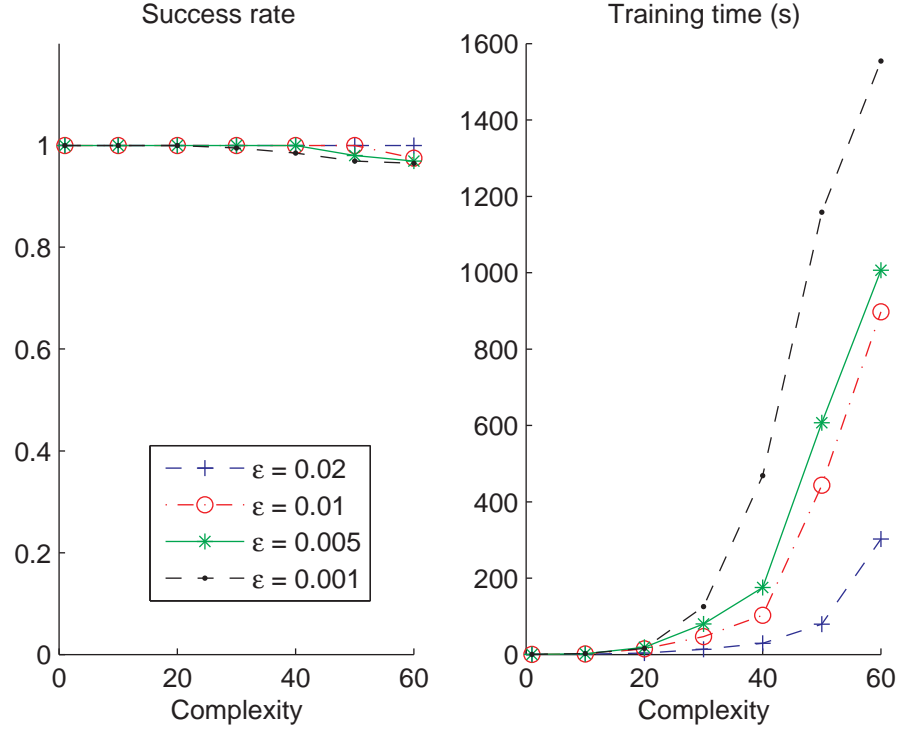 Success rate
1
0.8
0.6
0.4
0.2
0
0 20 40 60
Complexity
ε = 0.02
ε = 0.01
ε = 0.005
ε = 0.001
Training time (s)
1600
1400
1200
1000
800
600
400
200
0
0 20 40 60
Complexity